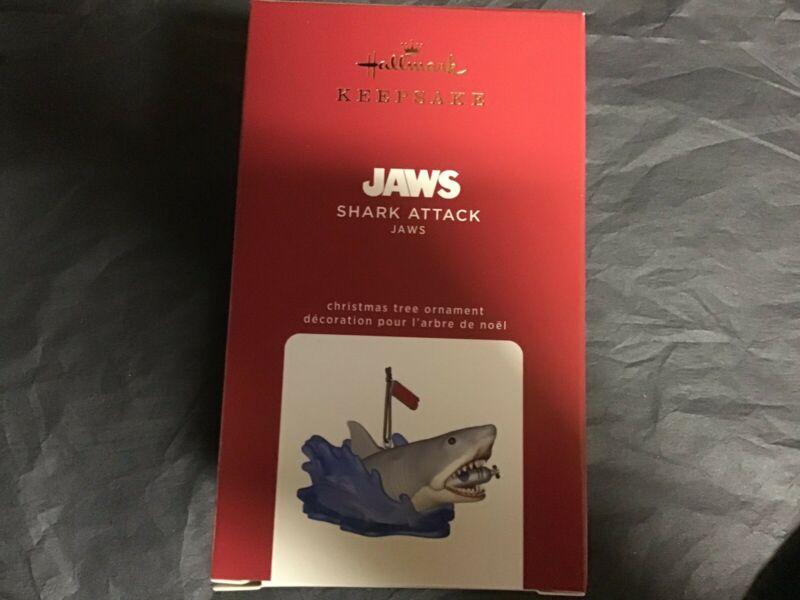 Hallmark
KEEPSAKE
JAWS
SHARK ATTACK
JAWS
christmas tree ornament
décoration pour l'arbre de noël